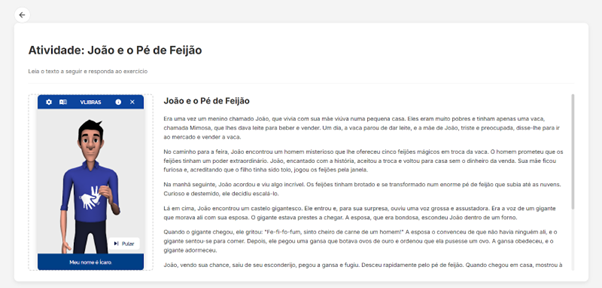 Atividade: João e o Pé de Feijão
Leia o texto a seguir e responda ao exercício
VLIBRAS
Pular
Meu nome é Ícaro
João e o Pé de Feijão
Era uma vez um menino chamado João, que vivia com sua mãe viúva numa pequena casa. Eles eram muito pobres e tinham apenas uma vaca,
chamada Mimosa, que lhes dava leite para beber e vender. Um dia, a vaca parou de dar leite, e a mãe de João, triste e preocupada, disse-lhe para ir
ao mercado e vender a vaca.
No caminho para a feira, João encontrou um homem misterioso que lhe ofereceu cinco feijões mágicos em troca da vaca. O homem prometeu que os
feijões tinham um poder extraordinário. João, encantado com a história, aceitou a troca e voltou para casa sem o dinheiro da venda. Sua mãe ficou
furiosa e, acreditando que o filho tinha sido tolo, jogou os feijões pela janela.
Na manhã seguinte, João acordou e viu algo incrível. Os feijões tinham brotado e se transformado num enorme pé de feijão que subia até as nuvens.
Curioso e destemido, ele decidiu escalá-lo.
Lá em cima, João encontrou um castelo gigantesco. Ele entrou e, para sua surpresa, ouviu uma voz grossa e assustadora. Era a voz de um gigante
que morava ali com sua esposa. O gigante estava prestes a chegar. A esposa, que era bondosa, escondeu João dentro de um forno.
Quando o gigante chegou, ele gritou: "Fe-fi-fo-fum, sinto cheiro de carne de um homem!" A esposa o convenceu de que não havia ninguém ali, e o
gigante sentou-se para comer. Depois, ele pegou uma gansa que botava ovos de ouro e ordenou que ela pusesse um ovo. A gansa obedeceu, e o
gigante adormeceu.
João, vendo sua chance, saiu de seu esconderijo, pegou a gansa e fugiu. Desceu rapidamente pelo pé de feijão. Quando chegou em casa, mostrou à